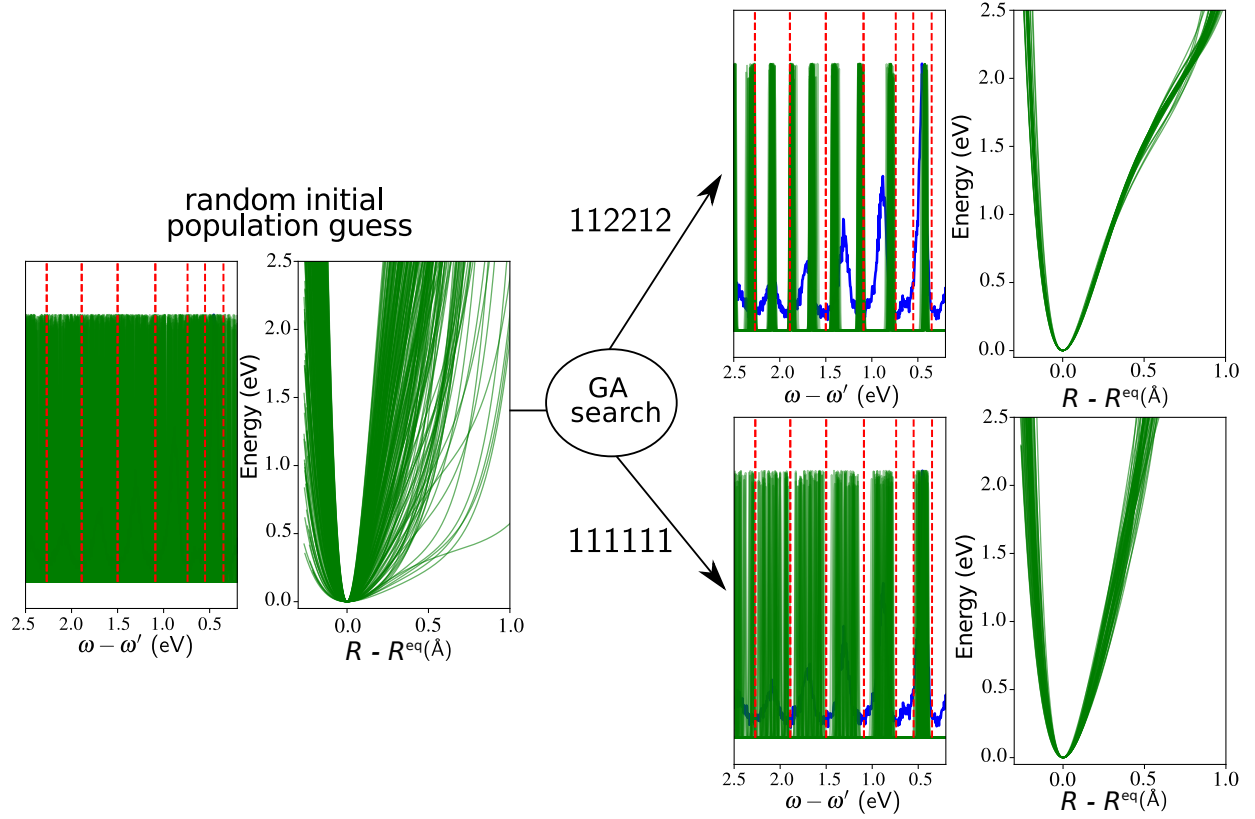 random initial
population guess
2.5
2.0
1.5
1.0
0.5
0.0
Energy (eV)
2.5 2.0 1.5 1.0 0.5
ω − ω′ (eV)
0.0 0.5 1.0
R - R^eq(Å)
GA
search
112212
111111
2.5
2.0
1.5
1.0
0.5
0.0
Energy (eV)
2.5 2.0 1.5 1.0 0.5
ω − ω′ (eV)
0.0 0.5 1.0
R - R^eq(Å)
2.5
2.0
1.5
1.0
0.5
0.0
Energy (eV)
2.5 2.0 1.5 1.0 0.5
ω − ω′ (eV)
0.0 0.5 1.0
R - R^eq(Å)